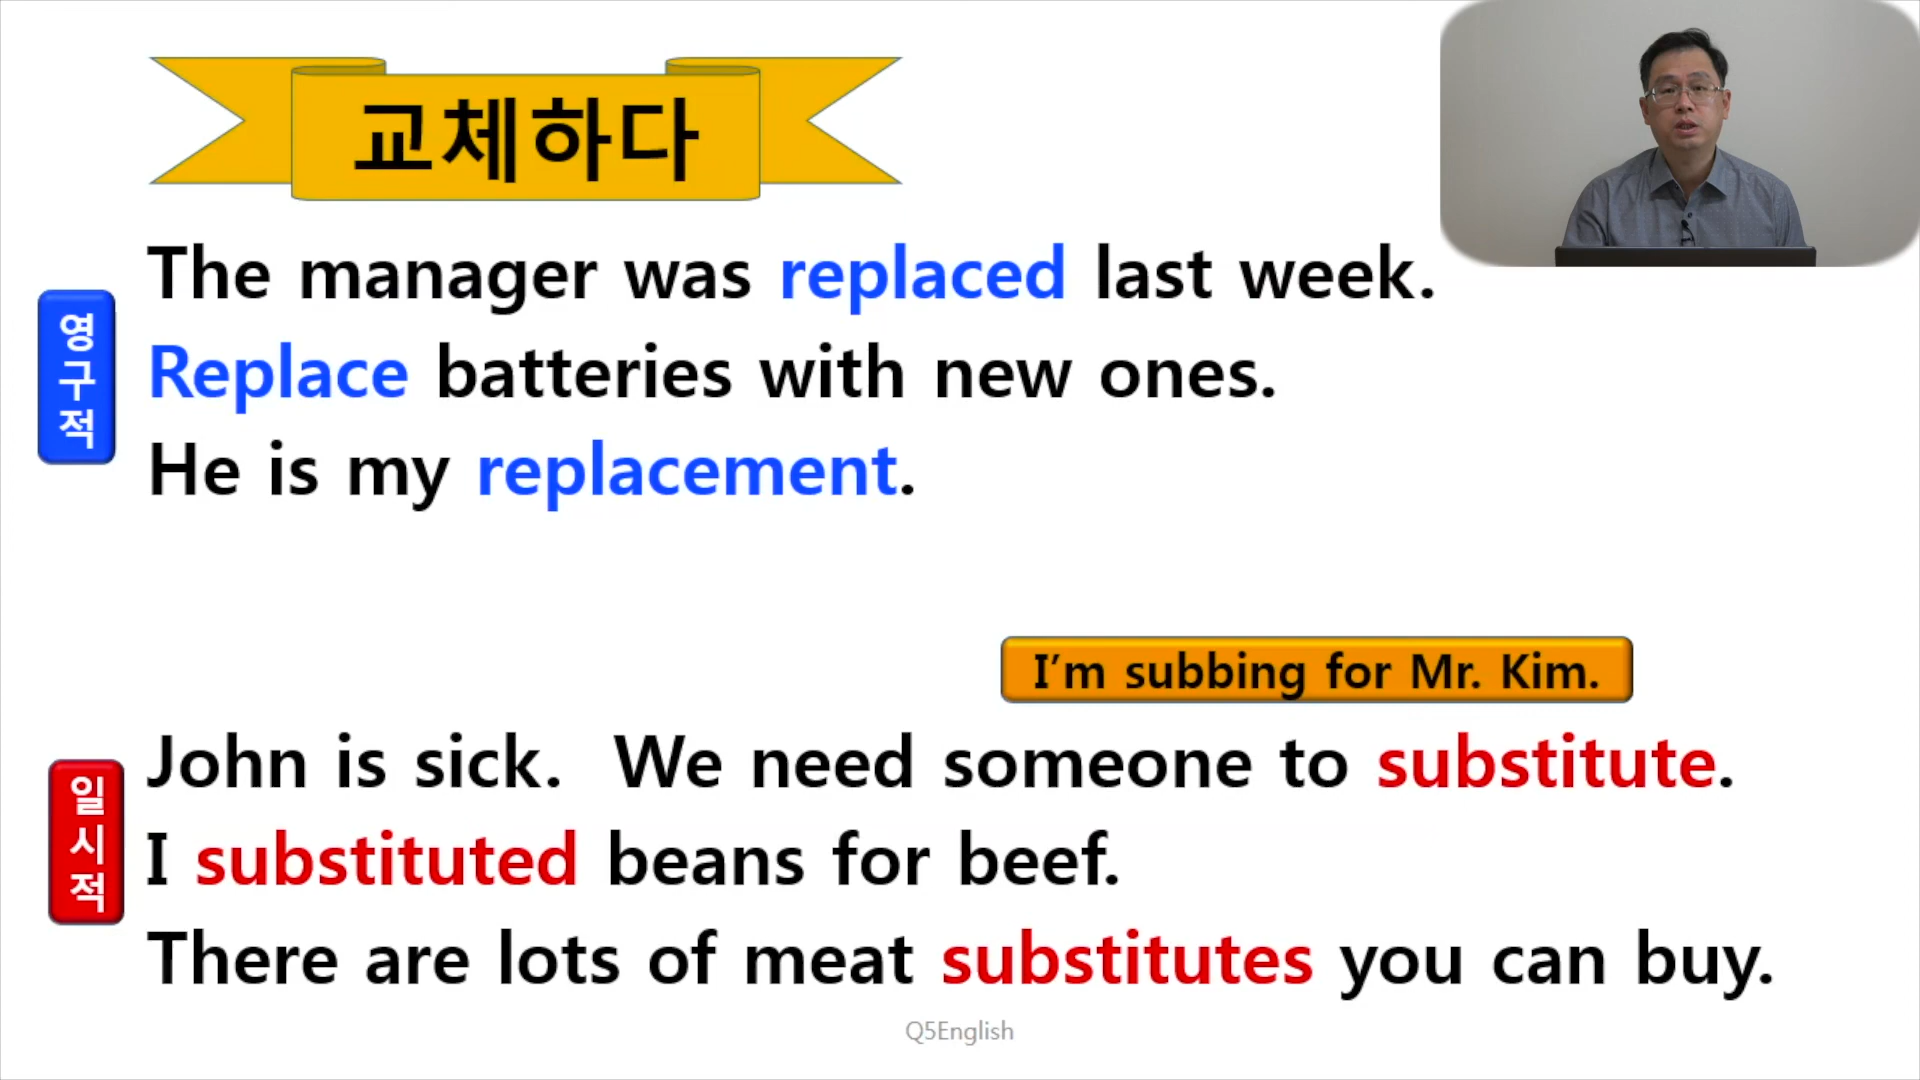 교체하다
영구적
The manager was replaced last week.
Replace batteries with new ones.
He is my replacement.
I'm subbing for Mr. Kim.
일시적
John is sick.  We need someone to substitute.
I substituted beans for beef.
There are lots of meat substitutes you can buy.
Q5English